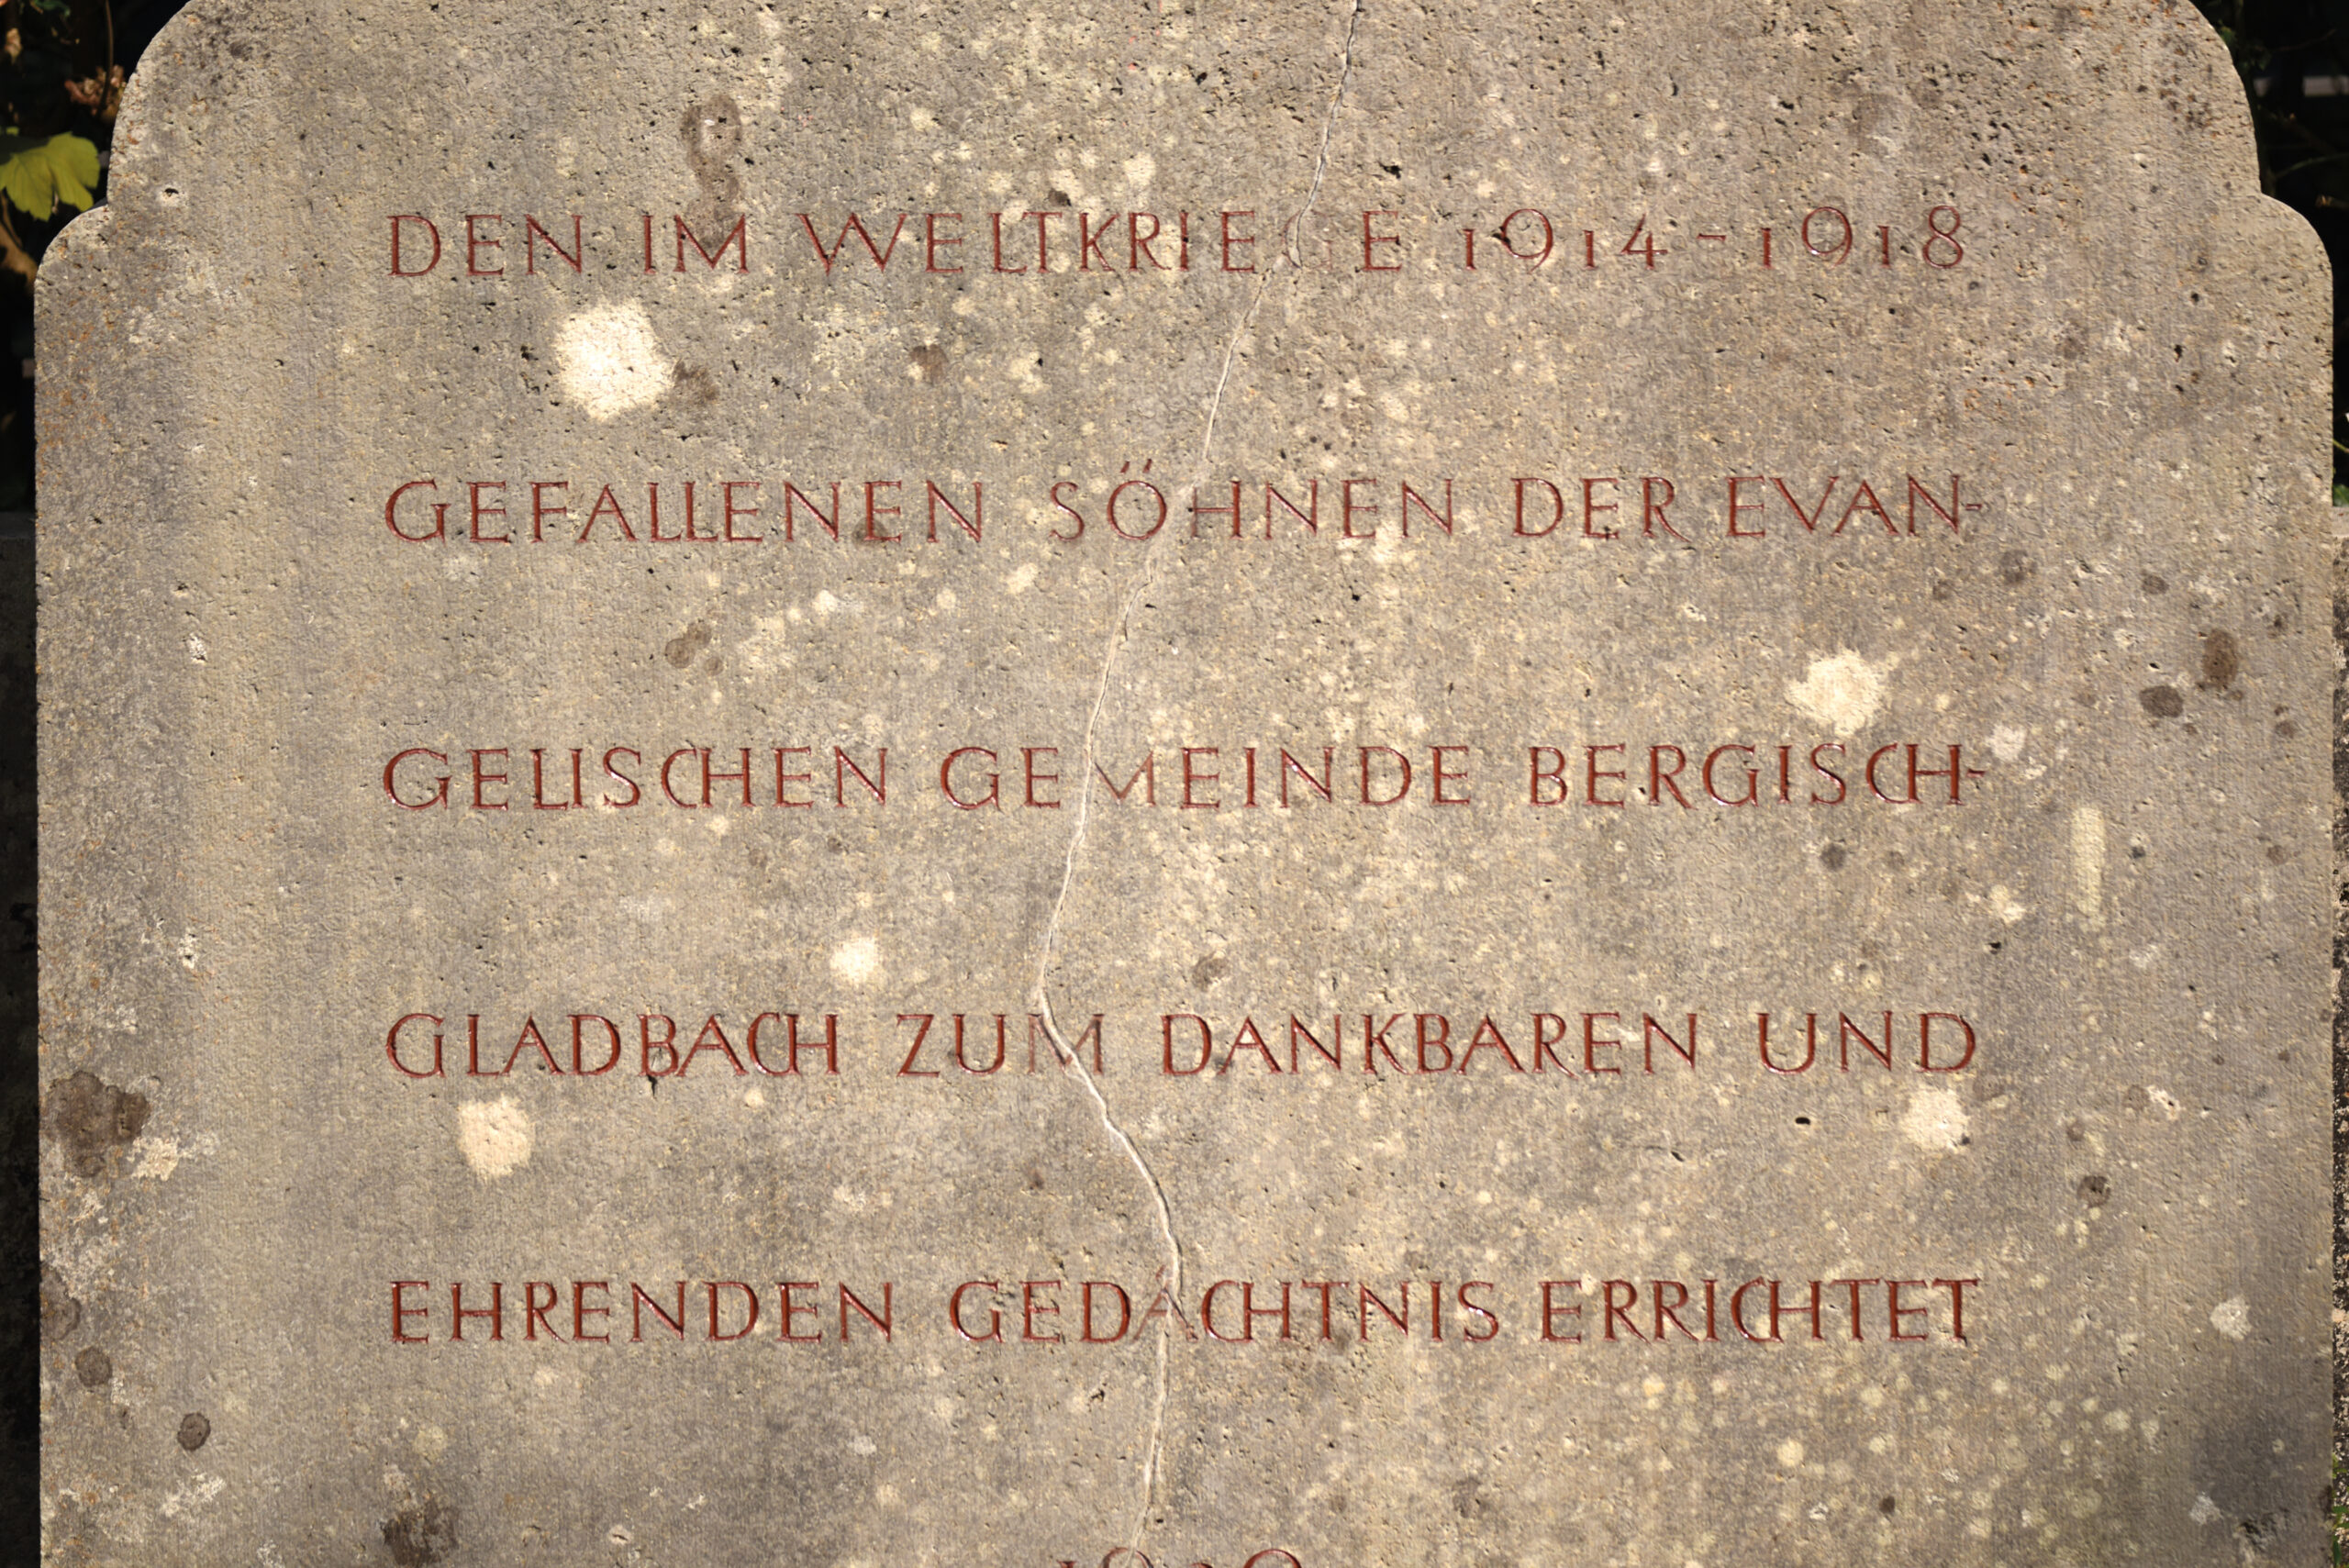 DEN IM WELTKRIEGE 1914-1918
GEFALLENEN SÖHNEN DER EVAN-
GELISCHEN GEMEINDE BERGISCH-
GLADBACH ZUM DANKBAREN UND
EHRENDEN GEDÄCHTNIS ERRICHTET